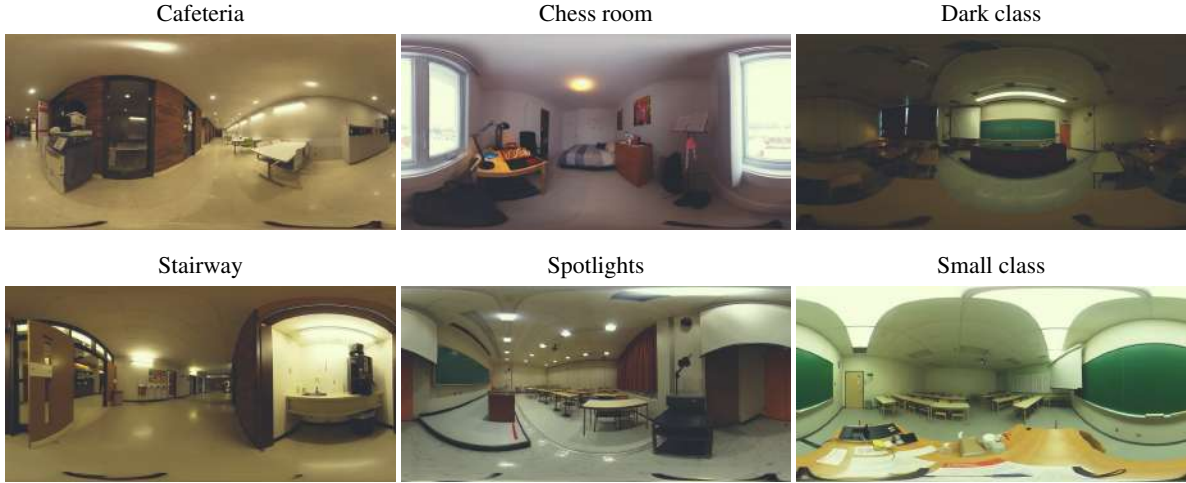 Cafeteria
Chess room
Dark class
Stairway
Spotlights
Small class